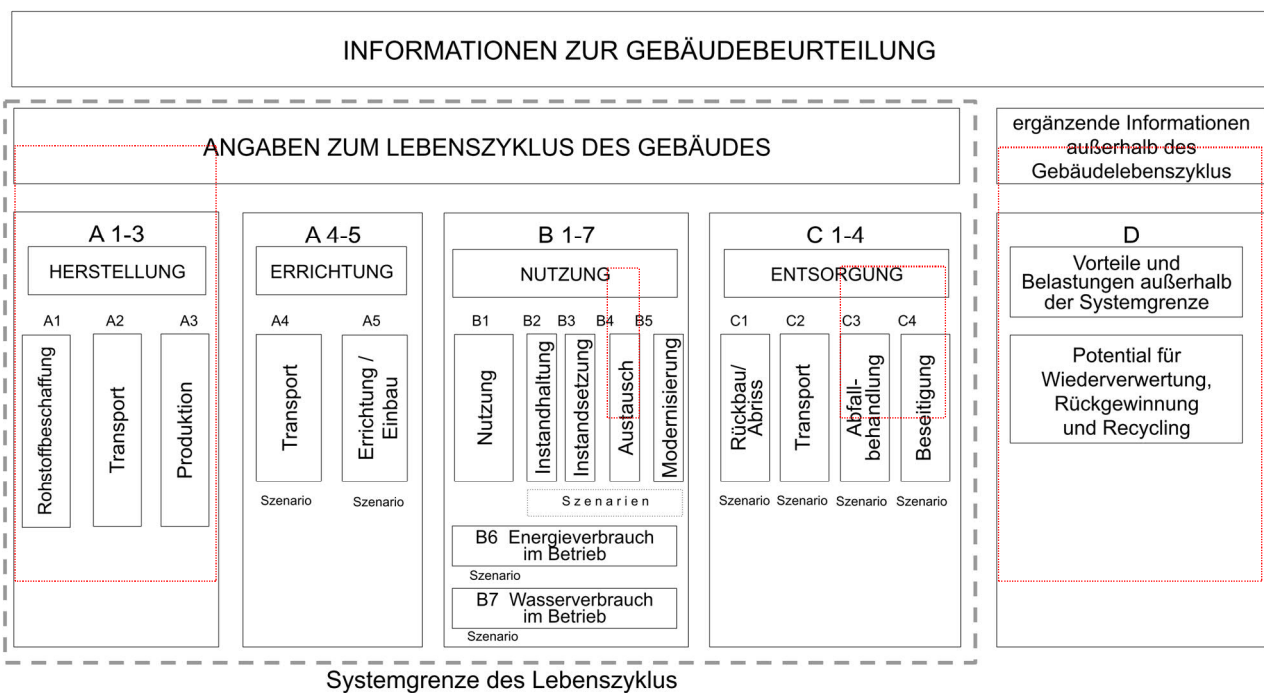 INFORMATIONEN ZUR GEBÄUDEBEURTEILUNG
ANGABEN ZUM LEBENSZYKLUS DES GEBÄUDES
ergänzende Informationen
außerhalb des
Gebäudelebenszyklus
A 1-3
HERSTELLUNG
A1
A2
A3
Rohstoffbeschaffung
Transport
Produktion
A 4-5
ERRICHTUNG
A4
A5
Transport
Errichtung /
Einbau
Szenario
Szenario
B 1-7
NUTZUNG
B1
B2
B3
B4
B5
Nutzung
Instandhaltung
Instandsetzung
Austausch
Modernisierung
Szenarien
B6 Energieverbrauch
im Betrieb
Szenario
B7 Wasserverbrauch
im Betrieb
Szenario
C 1-4
ENTSORGUNG
C1
C2
C3
C4
Rückbau/
Abriss
Transport
Abfall-
behandlung
Beseitigung
Szenario
Szenario
Szenario
Szenario
D
Vorteile und
Belastungen außerhalb
der Systemgrenze
Potential für
Wiederverwertung,
Rückgewinnung
und Recycling
Systemgrenze des Lebenszyklus